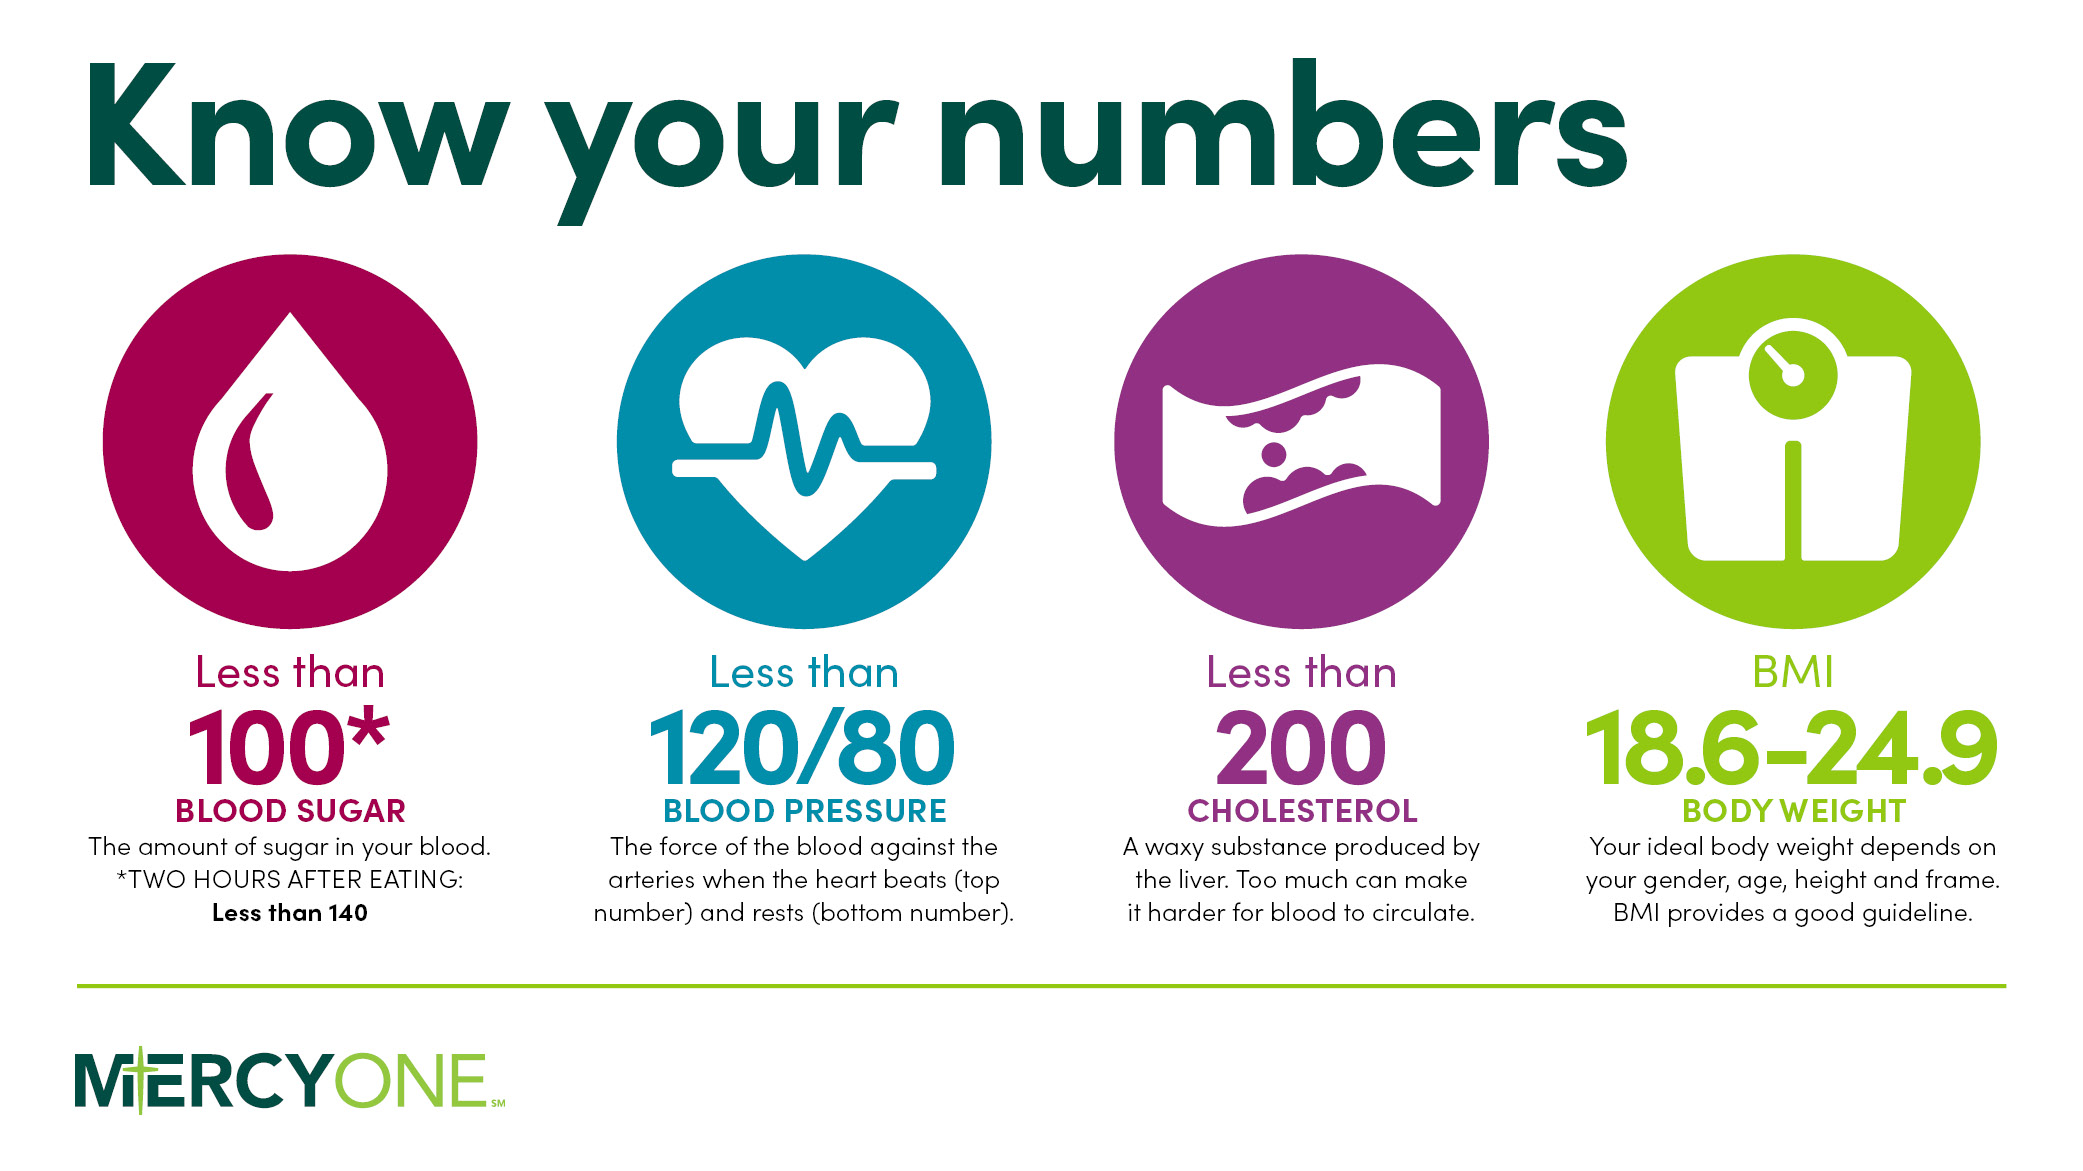 Know your numbers
Less than
100*
BLOOD SUGAR
The amount of sugar in your blood.
*TWO HOURS AFTER EATING:
Less than 140
Less than
120/80
BLOOD PRESSURE
The force of the blood against the
arteries when the heart beats (top
number) and rests (bottom number).
Less than
200
CHOLESTEROL
A waxy substance produced by
the liver. Too much can make
it harder for blood to circulate.
BMI
18.6-24.9
BODY WEIGHT
Your ideal body weight depends on
your gender, age, height and frame.
BMI provides a good guideline.
MERCYONE SM